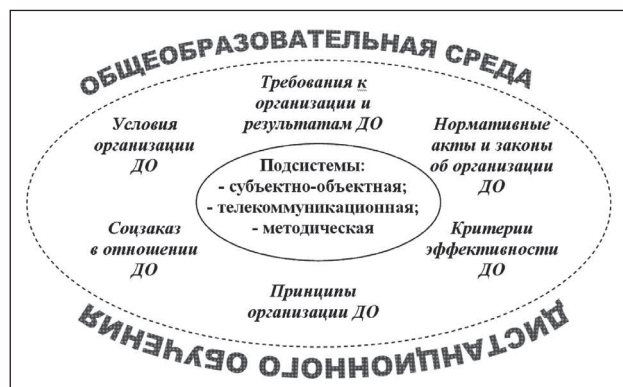 ОБЩЕОБРАЗОВАТЕЛЬНАЯ СРЕДА
Требования к
организации и
результатам ДО
Условия
организации
ДО
Нормативные
акты и законы
об организации
ДО
Подсистемы:
- субъектно-объектная;
- телекоммуникационная;
- методическая
Соцзаказ
в отношении
ДО
Критерии
эффективности
ДО
Принципы
организации ДО
ДИСТАНЦИОННОГО ОБУЧЕНИЯ